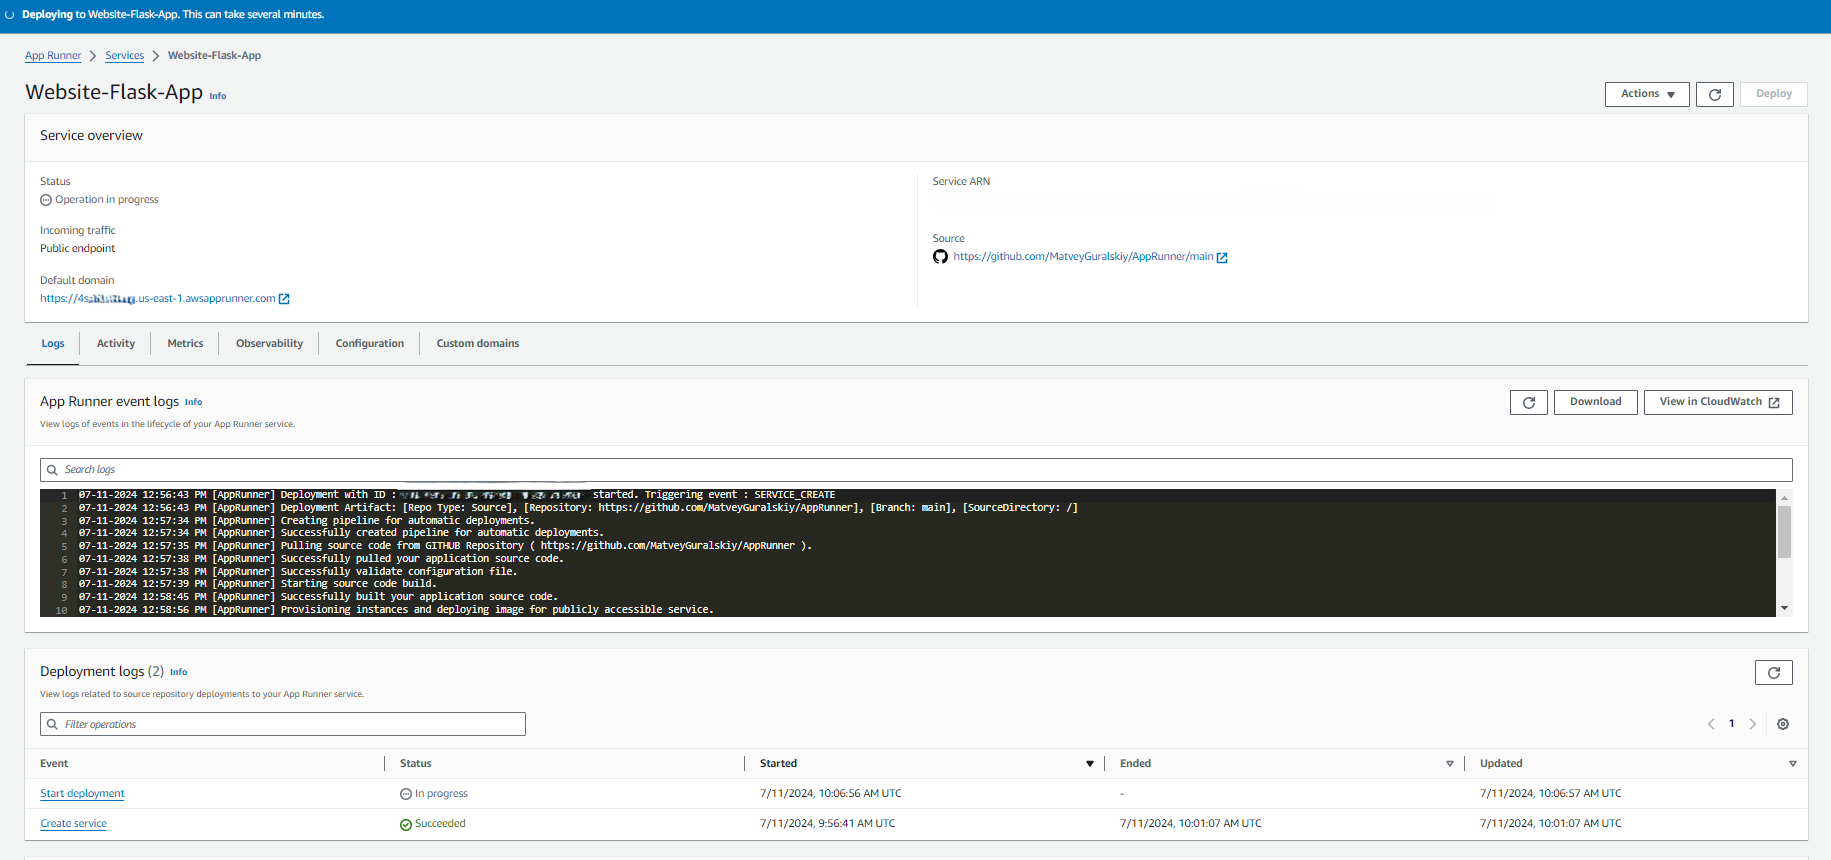 Deploying to Website-Flask-App. This can take several minutes.
App Runner > Services > Website-Flask-App
Website-Flask-App Info
Actions
Deploy
Service overview
Status
Operation in progress
Incoming traffic
Public endpoint
Default domain
https://4s .us-east-1.awsapprunner.com
Service ARN
Source
https://github.com/MatveyGuralskiy/AppRunner/main
Logs Activity Metrics Observability Configuration Custom domains
App Runner event logs Info
View logs of events in the lifecycle of your App Runner service.
Download
View in CloudWatch
Search logs
1 07-11-2024 12:56:43 PM [AppRunner] Deployment with ID : started. Triggering event : SERVICE_CREATE
2 07-11-2024 12:56:43 PM [AppRunner] Deployment Artifact: [Repo Type: Source], [Repository: https://github.com/MatveyGuralskiy/AppRunner], [Branch: main], [SourceDirectory: /]
3 07-11-2024 12:57:34 PM [AppRunner] Creating pipeline for automatic deployments.
4 07-11-2024 12:57:34 PM [AppRunner] Successfully created pipeline for automatic deployments.
5 07-11-2024 12:57:35 PM [AppRunner] Pulling source code from GITHUB Repository ( https://github.com/MatveyGuralskiy/AppRunner ).
6 07-11-2024 12:57:38 PM [AppRunner] Successfully pulled your application source code.
7 07-11-2024 12:57:38 PM [AppRunner] Successfully validate configuration file.
8 07-11-2024 12:57:39 PM [AppRunner] Starting source code build.
9 07-11-2024 12:58:45 PM [AppRunner] Successfully built your application source code.
10 07-11-2024 12:58:56 PM [AppRunner] Provisioning instances and deploying image for publicly accessible service.
Deployment logs (2) Info
View logs related to source repository deployments to your App Runner service.
Filter operations
1
Event Status Started Ended Updated
Start deployment In progress 7/11/2024, 10:06:56 AM UTC - 7/11/2024, 10:06:57 AM UTC
Create service Succeeded 7/11/2024, 9:56:41 AM UTC 7/11/2024, 10:01:07 AM UTC 7/11/2024, 10:01:07 AM UTC